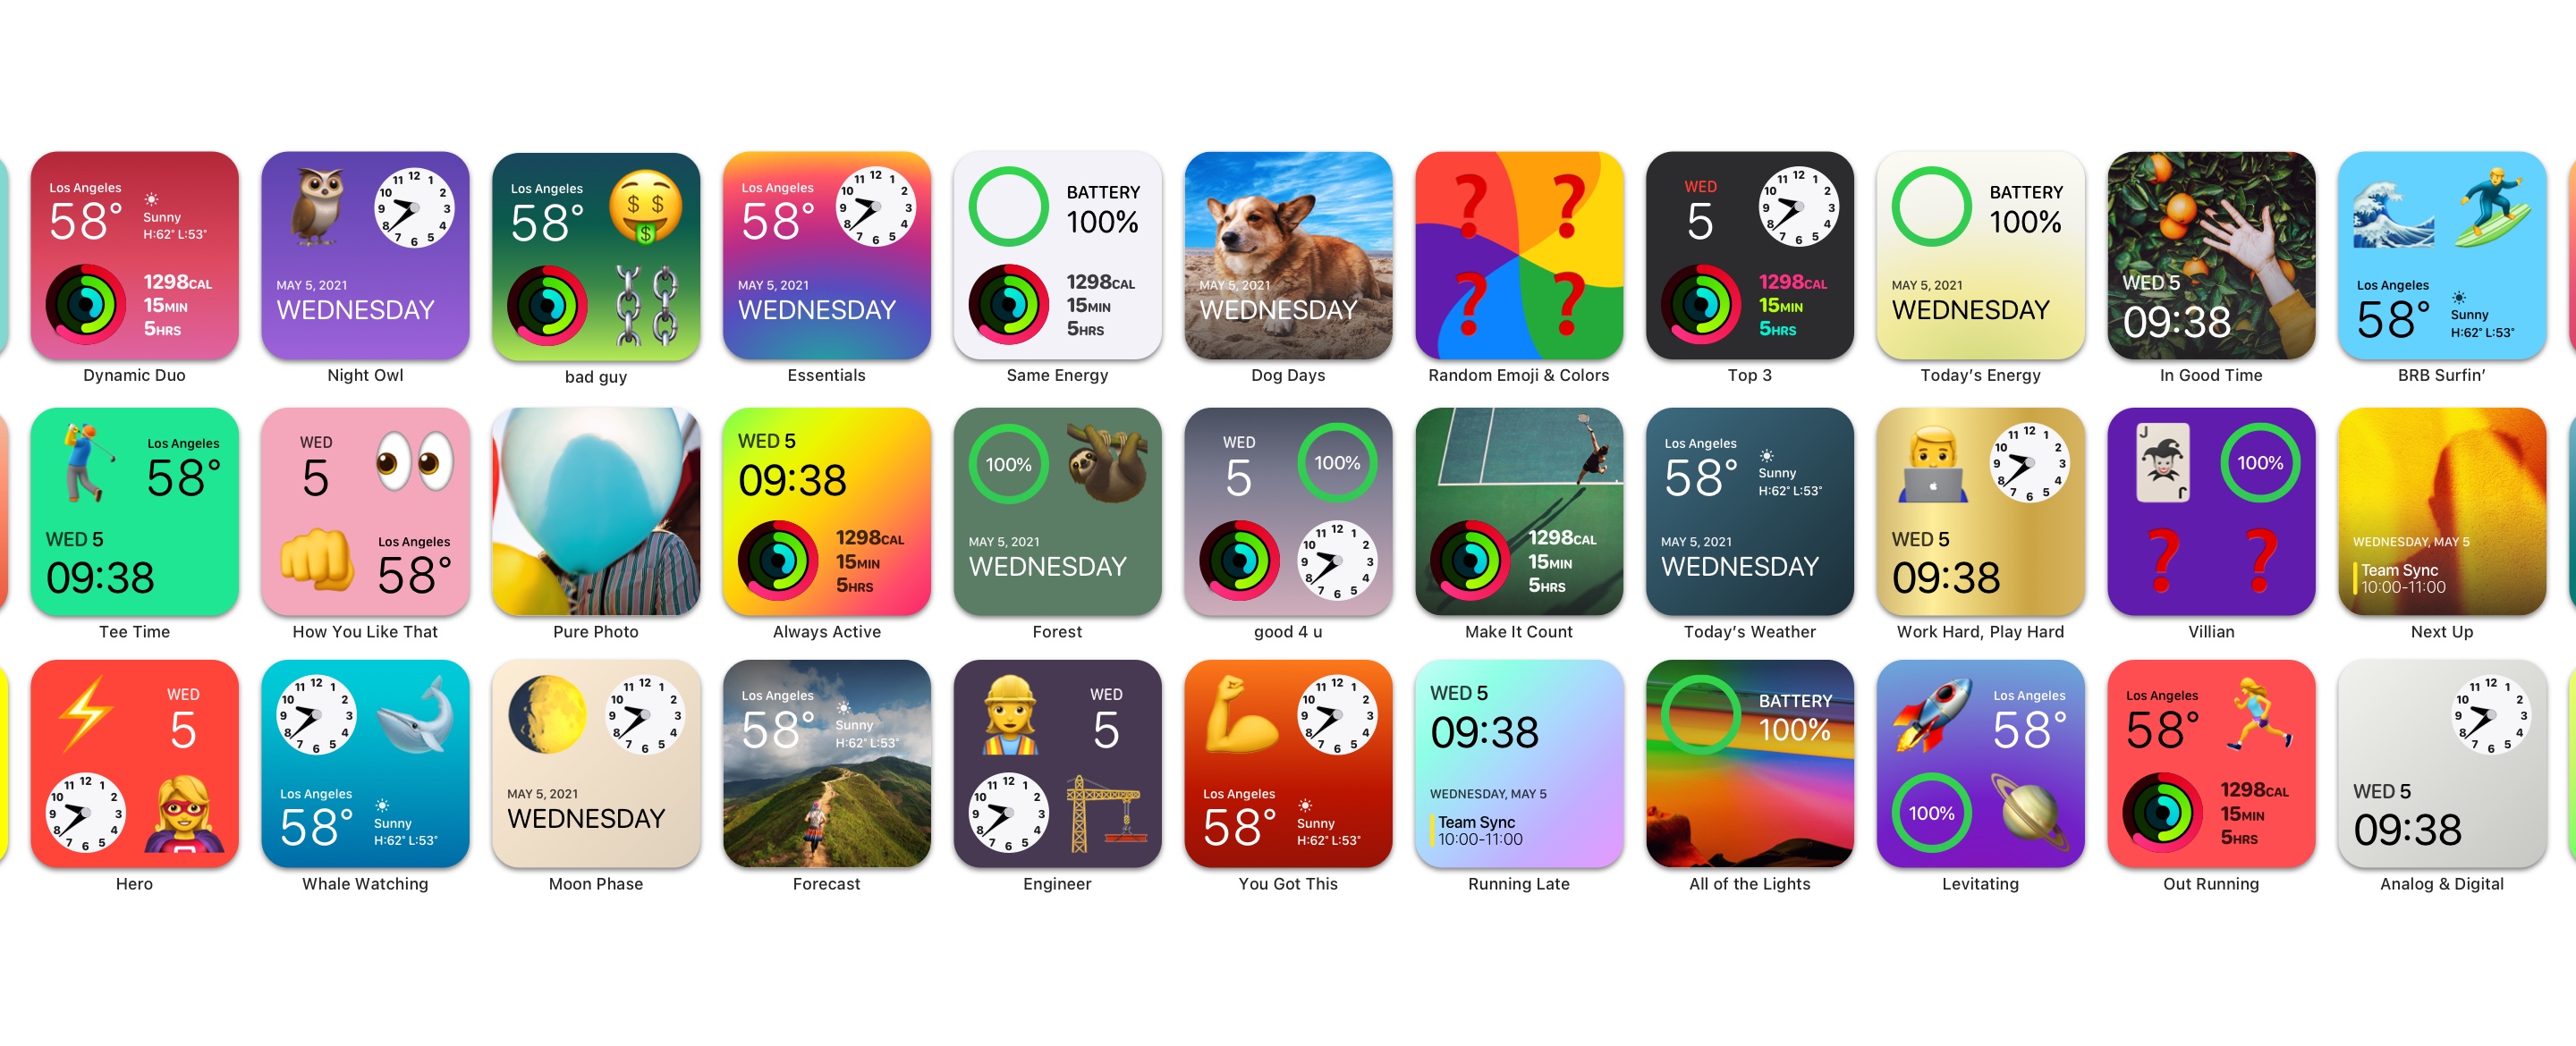 Los Angeles
58°
Sunny
H:62° L:53°
1298CAL
15MIN
5HRS
Dynamic Duo
12 1 2 3 4 5 6 7 8 9 10 11
MAY 5, 2021
WEDNESDAY
Night Owl
Los Angeles
58°
$ $
$
bad guy
Los Angeles
58°
12 1 2 3 4 5 6 7 8 9 10 11
MAY 5, 2021
WEDNESDAY
Essentials
BATTERY
100%
1298CAL
15MIN
5HRS
Same Energy
MAY 5, 2021
WEDNESDAY
Dog Days
? ?
? ?
Random Emoji & Colors
WED
5
12 1 2 3 4 5 6 7 8 9 10 11
1298CAL
15MIN
5HRS
Top 3
BATTERY
100%
MAY 5, 2021
WEDNESDAY
Today's Energy
WED 5
09:38
In Good Time
Los Angeles
58°
Sunny
H:62° L:53°
BRB Surfin'
Los Angeles
58°
WED 5
09:38
Tee Time
WED
5
Los Angeles
58°
How You Like That
Pure Photo
WED 5
09:38
1298CAL
15MIN
5HRS
Always Active
100%
MAY 5, 2021
WEDNESDAY
Forest
WED
5
100%
12 1 2 3 4 5 6 7 8 9 10 11
good 4 u
1298CAL
15MIN
5HRS
Make It Count
Los Angeles
58°
Sunny
H:62° L:53°
MAY 5, 2021
WEDNESDAY
Today's Weather
12 1 2 3 4 5 6 7 8 9 10 11
WED 5
09:38
Work Hard, Play Hard
J
J
100%
? ?
Villian
WEDNESDAY, MAY 5
Team Sync
10:00-11:00
Next Up
WED
5
12 1 2 3 4 5 6 7 8 9 10 11
Hero
12 1 2 3 4 5 6 7 8 9 10 11
Los Angeles
58°
Sunny
H:62° L:53°
Whale Watching
12 1 2 3 4 5 6 7 8 9 10 11
MAY 5, 2021
WEDNESDAY
Moon Phase
Los Angeles
58°
Sunny
H:62° L:53°
Forecast
WED
5
12 1 2 3 4 5 6 7 8 9 10 11
Engineer
12 1 2 3 4 5 6 7 8 9 10 11
Los Angeles
58°
Sunny
H:62° L:53°
You Got This
WED 5
09:38
WEDNESDAY, MAY 5
Team Sync
10:00-11:00
Running Late
BATTERY
100%
All of the Lights
Los Angeles
58°
100%
Levitating
Los Angeles
58°
1298CAL
15MIN
5HRS
Out Running
12 1 2 3 4 5 6 7 8 9 10 11
WED 5
09:38
Analog & Digital